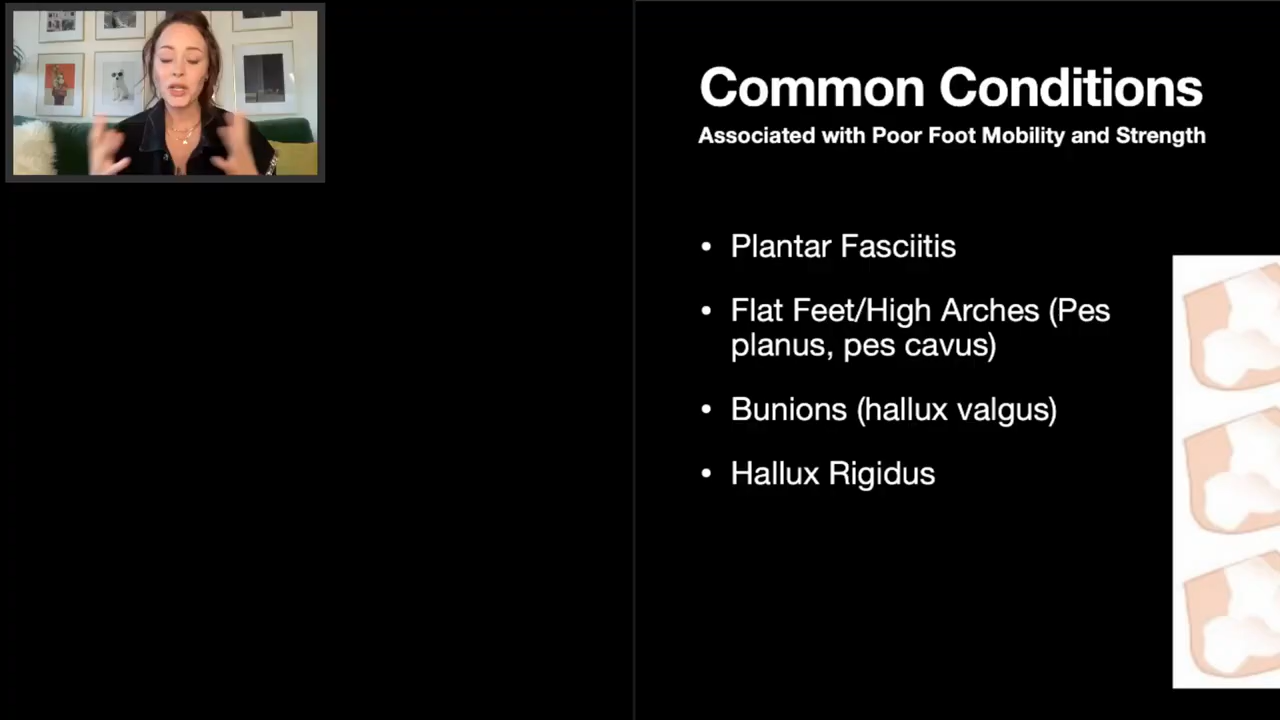 Common Conditions
Associated with Poor Foot Mobility and Strength
• Plantar Fasciitis
• Flat Feet/High Arches (Pes
planus, pes cavus)
• Bunions (hallux valgus)
• Hallux Rigidus